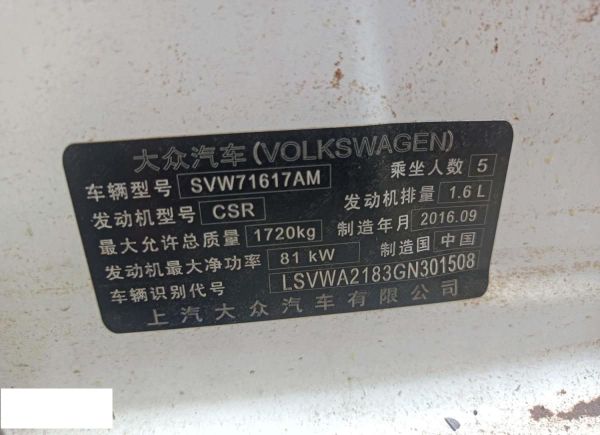 大众汽车(VOLKSWAGEN)
车辆型号 SVW71617AM 乘坐人数 5
发动机型号 CSR 发动机排量 1.6 L
最大允许总质量 1720kg 制造年月 2016.09
发动机最大净功率 81 kW 制造国 中国
车辆识别代号 LSVWA2183GN301508
上汽大众汽车有限公司